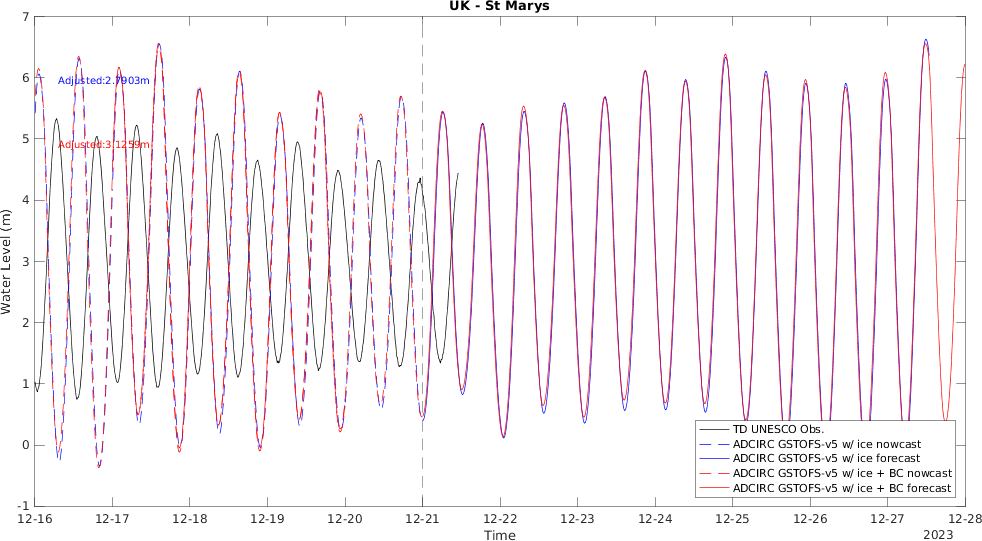 UK - St Marys
7
6
5
4
3
2
1
0
-1
Water Level (m)
Adjusted:2.7903m
Adjusted:3.1259m
TD UNESCO Obs.
ADCIRC GSTOFS-v5 w/ ice nowcast
ADCIRC GSTOFS-v5 w/ ice forecast
ADCIRC GSTOFS-v5 w/ ice + BC nowcast
ADCIRC GSTOFS-v5 w/ ice + BC forecast
12-16 12-17 12-18 12-19 12-20 12-21 12-22 12-23 12-24 12-25 12-26 12-27 12-28
Time
2023